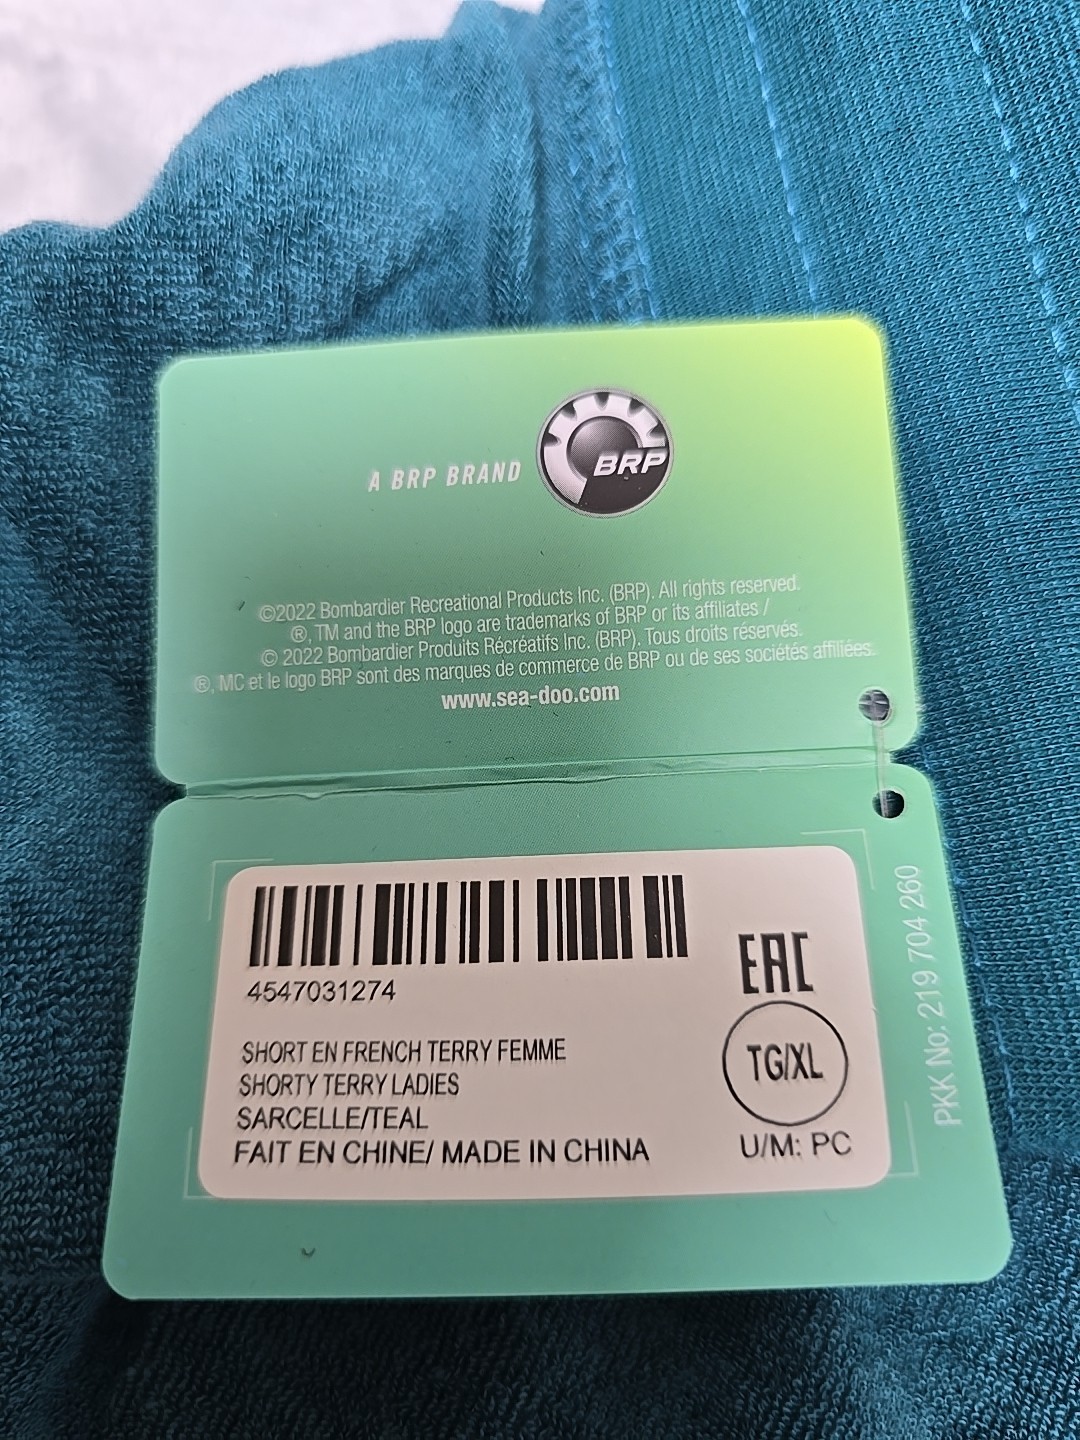 A BRP BRAND
BRP
©2022 Bombardier Recreational Products Inc. (BRP). All rights reserved.
®, TM and the BRP logo are trademarks of BRP or its affiliates /
© 2022 Bombardier Produits Récréatifs Inc. (BRP). Tous droits réservés.
®, MC et le logo BRP sont des marques de commerce de BRP ou de ses sociétés affiliées.
www.sea-doo.com
4547031274
EAC
SHORT EN FRENCH TERRY FEMME
SHORTY TERRY LADIES
SARCELLE/TEAL
FAIT EN CHINE/ MADE IN CHINA
TG/XL
U/M: PC
PKK No: 219 704 260